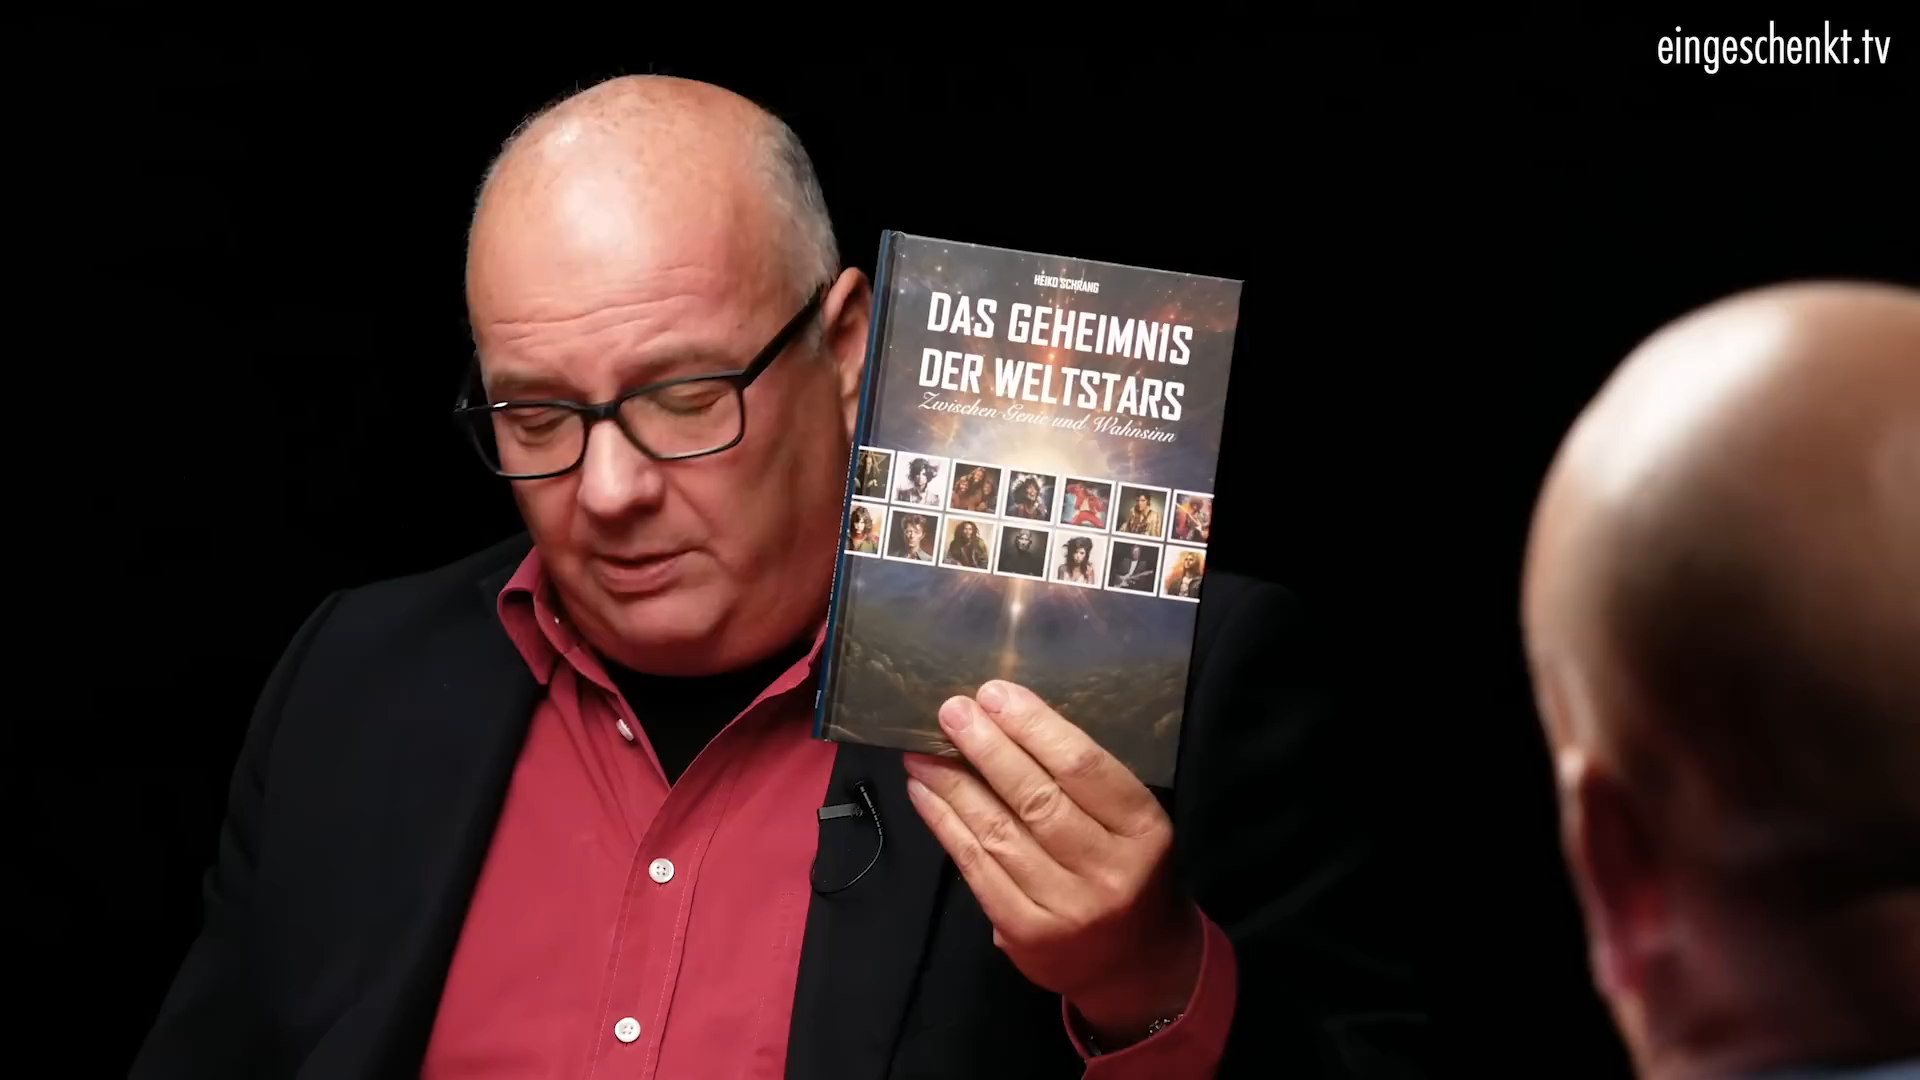 eingeschenkt.tv
HEIKO SCHRANG
DAS GEHEIMNIS
DER WELTSTARS
Zwischen Genie und Wahnsinn